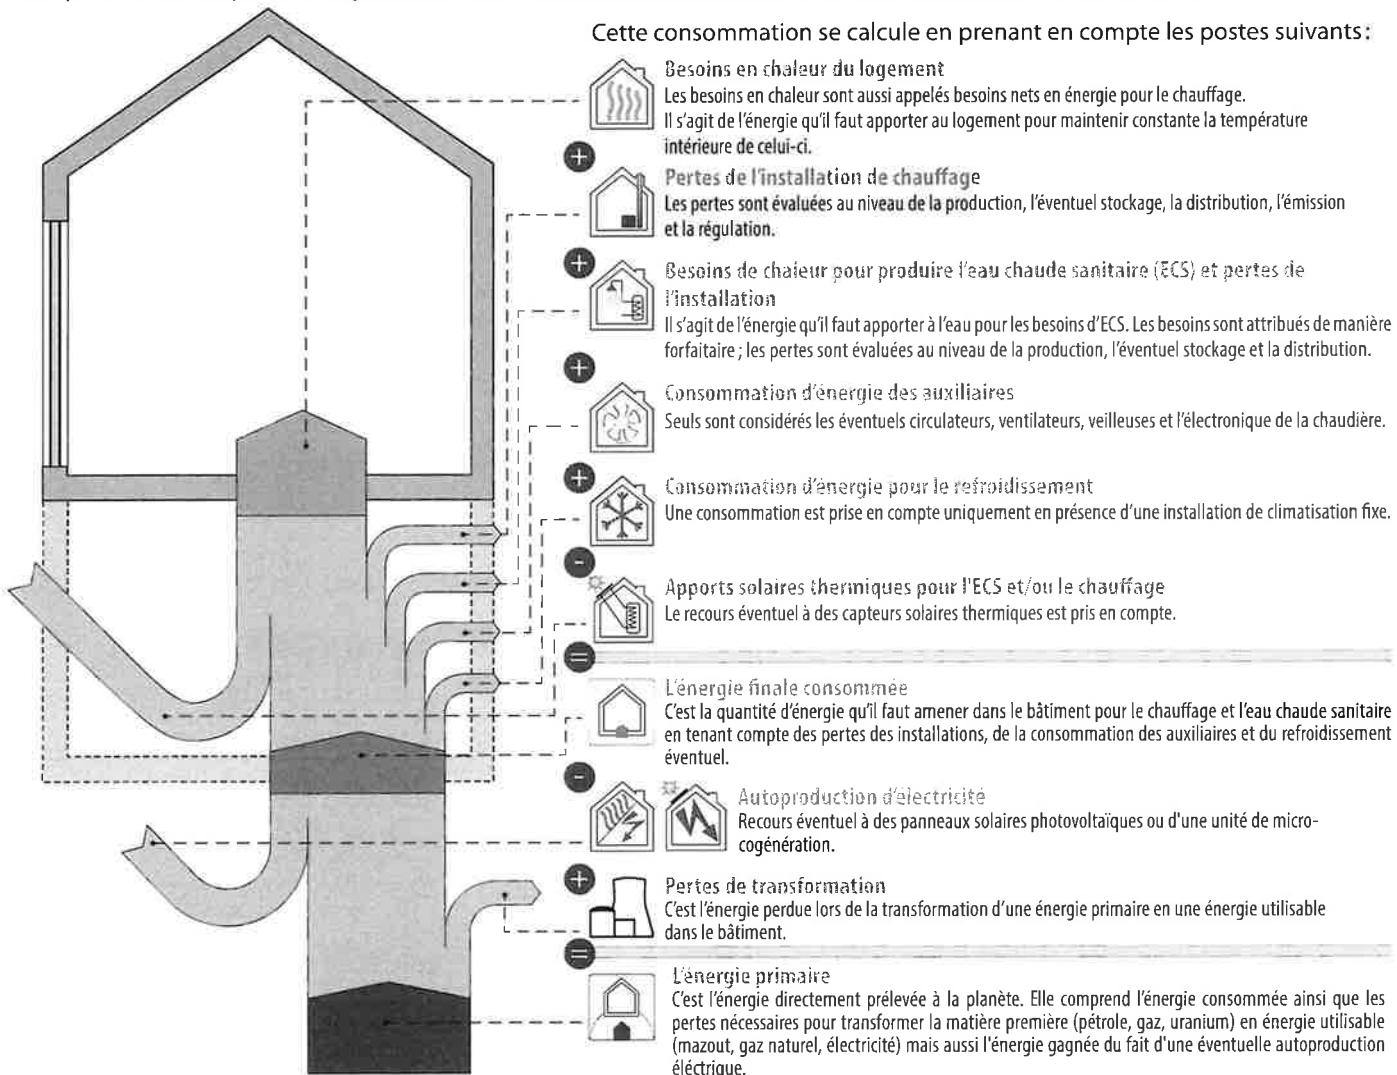 Cette consommation se calcule en prenant en compte les postes suivants :
Besoins en chaleur du logement
Les besoins en chaleur sont aussi appelés besoins nets en énergie pour le chauffage.
Il s'agit de l'énergie qu'il faut apporter au logement pour maintenir constante la température
intérieure de celui-ci.
+
Pertes de l'installation de chauffage
Les pertes sont évaluées au niveau de la production, l'éventuel stockage, la distribution, l'émission
et la régulation.
+
Besoins de chaleur pour produire l'eau chaude sanitaire (ECS) et pertes de
l'installation
Il s'agit de l'énergie qu'il faut apporter à l'eau pour les besoins d'ECS. Les besoins sont attribués de manière
forfaitaire ; les pertes sont évaluées au niveau de la production, l'éventuel stockage et la distribution.
+
Consommation d'énergie des auxiliaires
Seuls sont considérés les éventuels circulateurs, ventilateurs, veilleuses et l'électronique de la chaudière.
+
Consommation d'énergie pour le refroidissement
Une consommation est prise en compte uniquement en présence d'une installation de climatisation fixe.
-
Apports solaires thermiques pour l'ECS et/ou le chauffage
Le recours éventuel à des capteurs solaires thermiques est pris en compte.
=
L'énergie finale consommée
C'est la quantité d'énergie qu'il faut amener dans le bâtiment pour le chauffage et l'eau chaude sanitaire
en tenant compte des pertes des installations, de la consommation des auxiliaires et du refroidissement
éventuel.
-
Autoproduction d'électricité
Recours éventuel à des panneaux solaires photovoltaïques ou d'une unité de micro-
cogénération.
+
Pertes de transformation
C'est l'énergie perdue lors de la transformation d'une énergie primaire en une énergie utilisable
dans le bâtiment.
=
L'énergie primaire
C'est l'énergie directement prélevée à la planète. Elle comprend l'énergie consommée ainsi que les
pertes nécessaires pour transformer la matière première (pétrole, gaz, uranium) en énergie utilisable
(mazout, gaz naturel, électricité) mais aussi l'énergie gagnée du fait d'une éventuelle autoproduction
éléctrique.